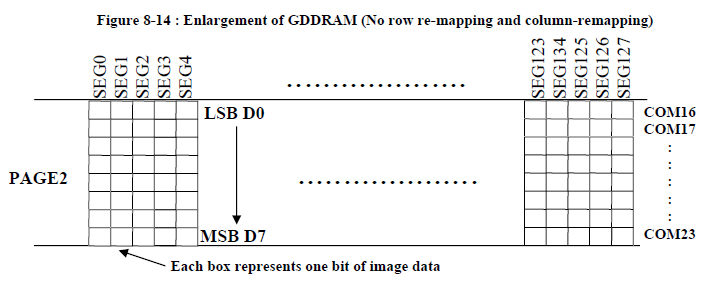 Figure 8-14 : Enlargement of GDDRAM (No row re-mapping and column-remapping)
SEG0
SEG1
SEG2
SEG3
SEG4
....................
SEG123
SEG134
SEG125
SEG126
SEG127
LSB D0
COM16
COM17
:
:
:
:
:
PAGE2
....................
MSB D7
COM23
Each box represents one bit of image data